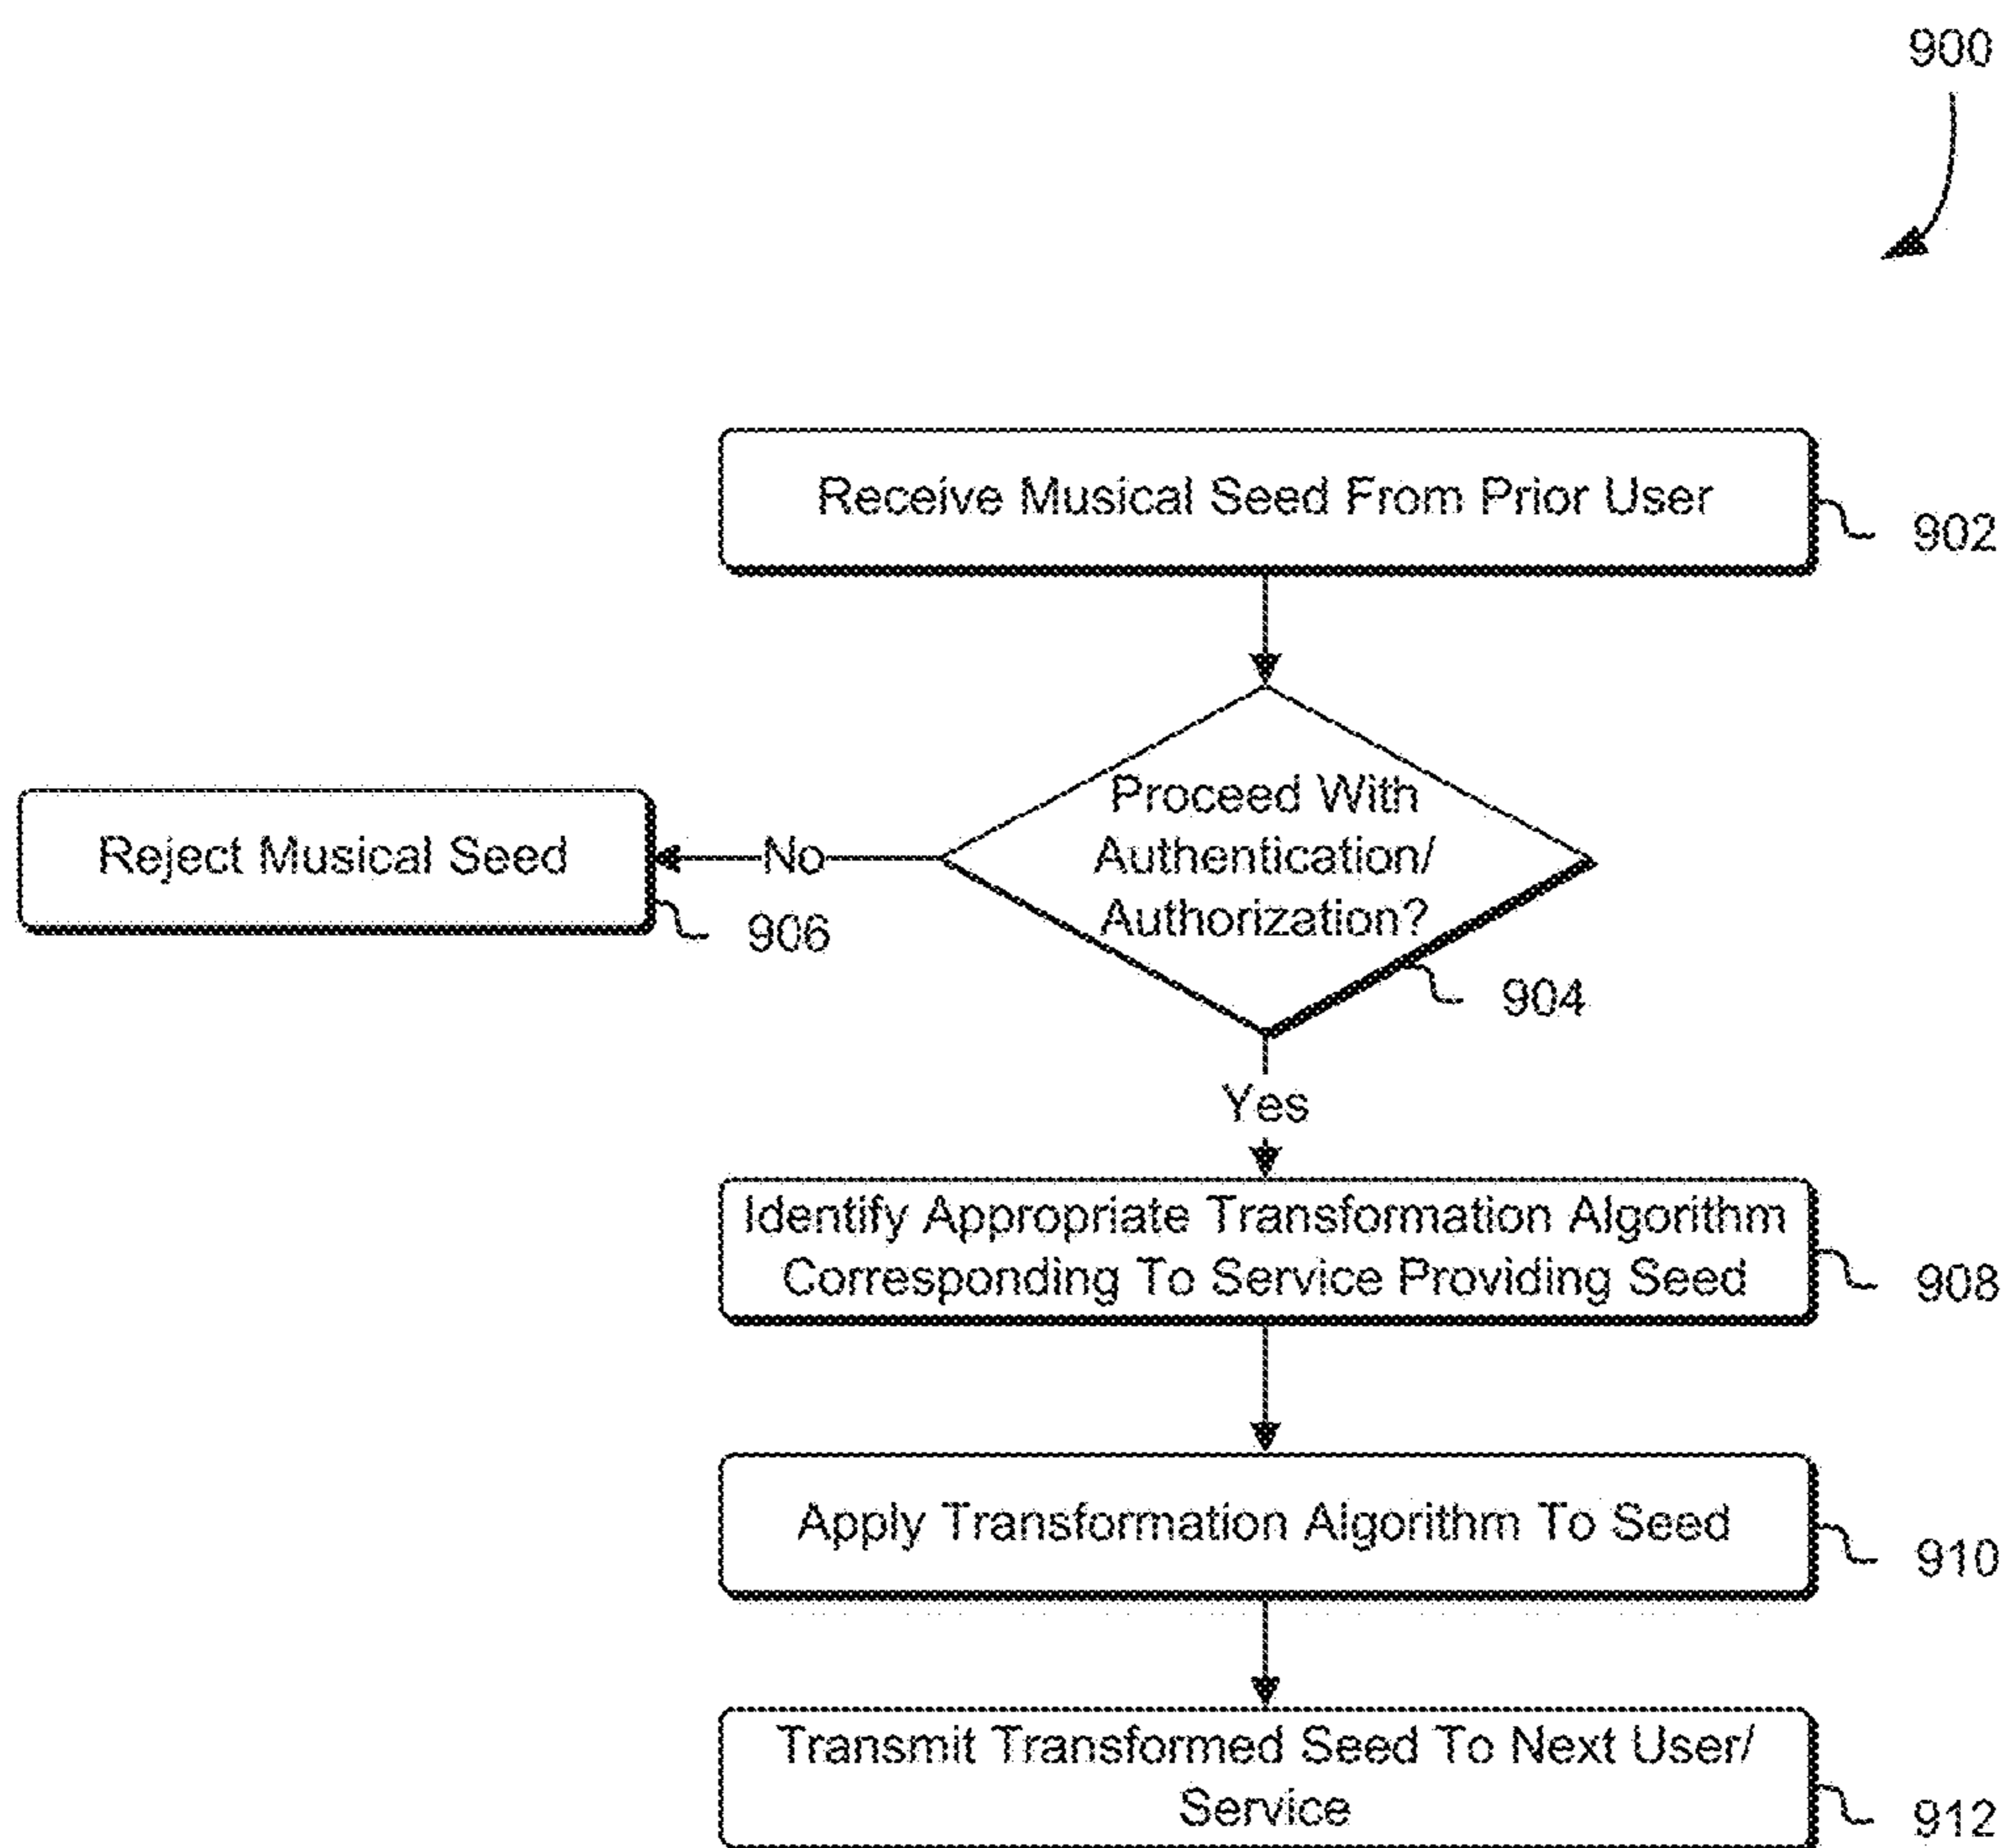 900
Receive Musical Seed From Prior User
902
Proceed With
Authentication/
Authorization?
No
Reject Musical Seed
906
904
Yes
Identify Appropriate Transformation Algorithm
Corresponding To Service Providing Seed
908
Apply Transformation Algorithm To Seed
910
Transmit Transformed Seed To Next User/
Service
912